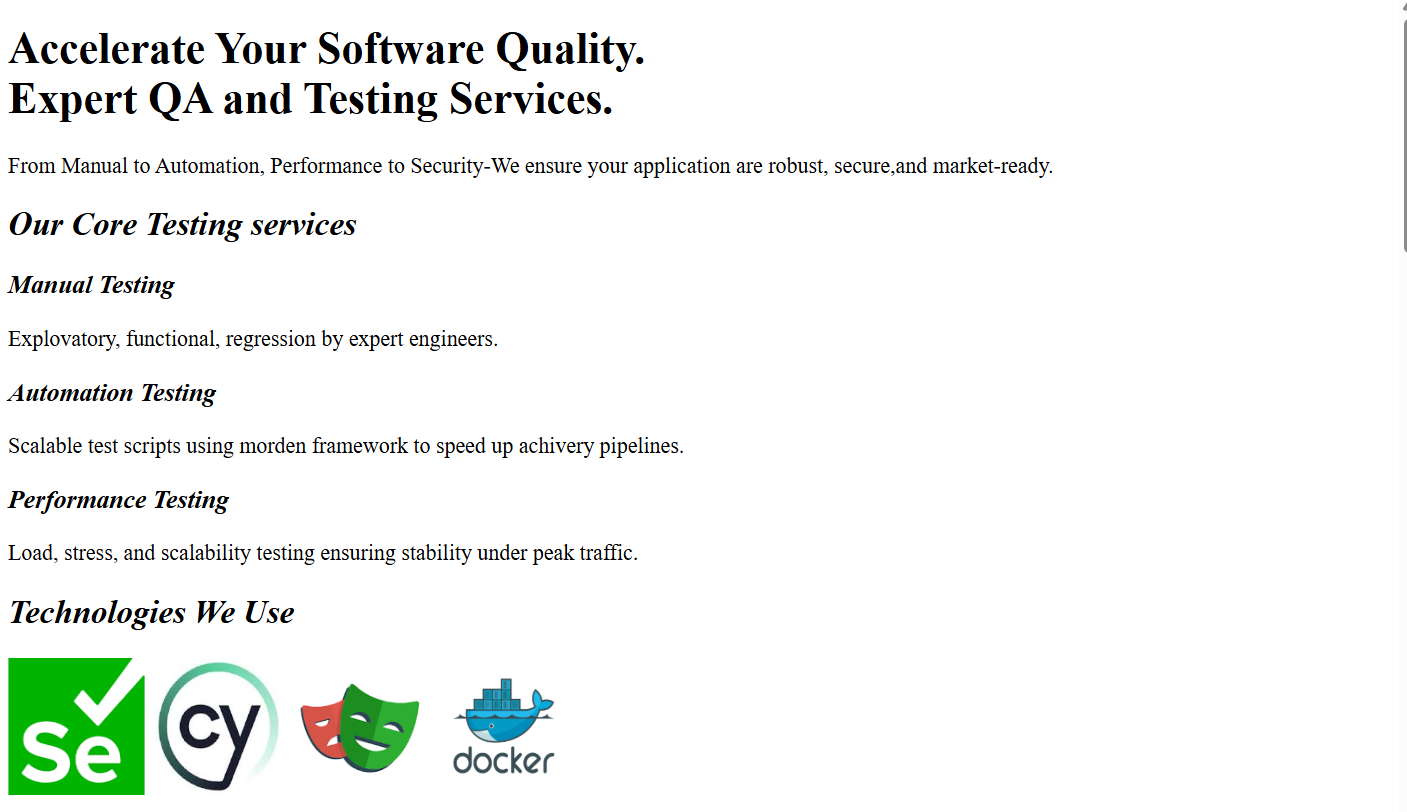 Accelerate Your Software Quality.
Expert QA and Testing Services.
From Manual to Automation, Performance to Security-We ensure your application are robust, secure,and market-ready.
Our Core Testing services
Manual Testing
Explovatory, functional, regression by expert engineers.
Automation Testing
Scalable test scripts using morden framework to speed up achivery pipelines.
Performance Testing
Load, stress, and scalability testing ensuring stability under peak traffic.
Technologies We Use
Se cy docker